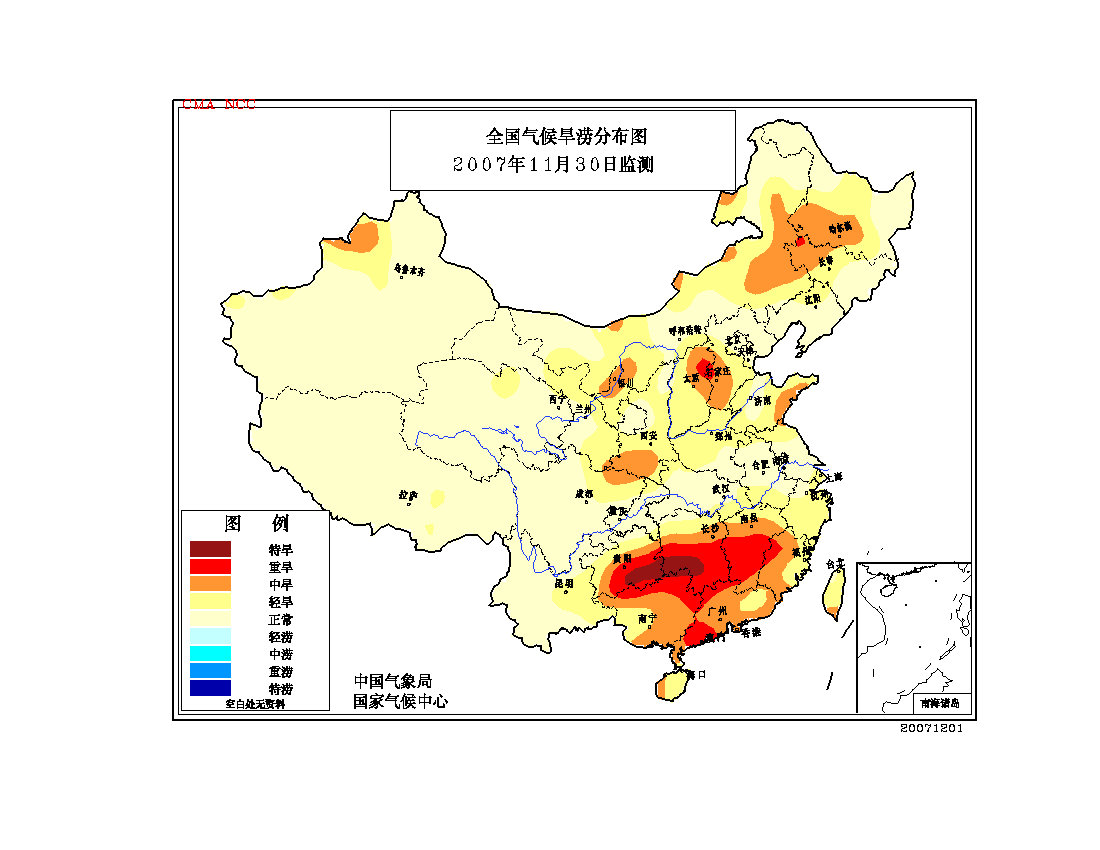 CMA NCC
全国气候旱涝分布图
2007年11月30日监测
哈尔滨
长春
乌鲁木齐
沈阳
呼和浩特
北京
天津
银川
太原
石家庄
西宁
兰州
济南
西安
郑州
合肥
南京
上海
拉萨
成都
武汉
杭州
重庆
长沙
南昌
贵阳
福州
台北
昆明
南宁
广州
澳门
香港
海口
图 例
特旱
重旱
中旱
轻旱
正常
轻涝
中涝
重涝
特涝
空白处无资料
中国气象局
国家气候中心
南海诸岛
20071201